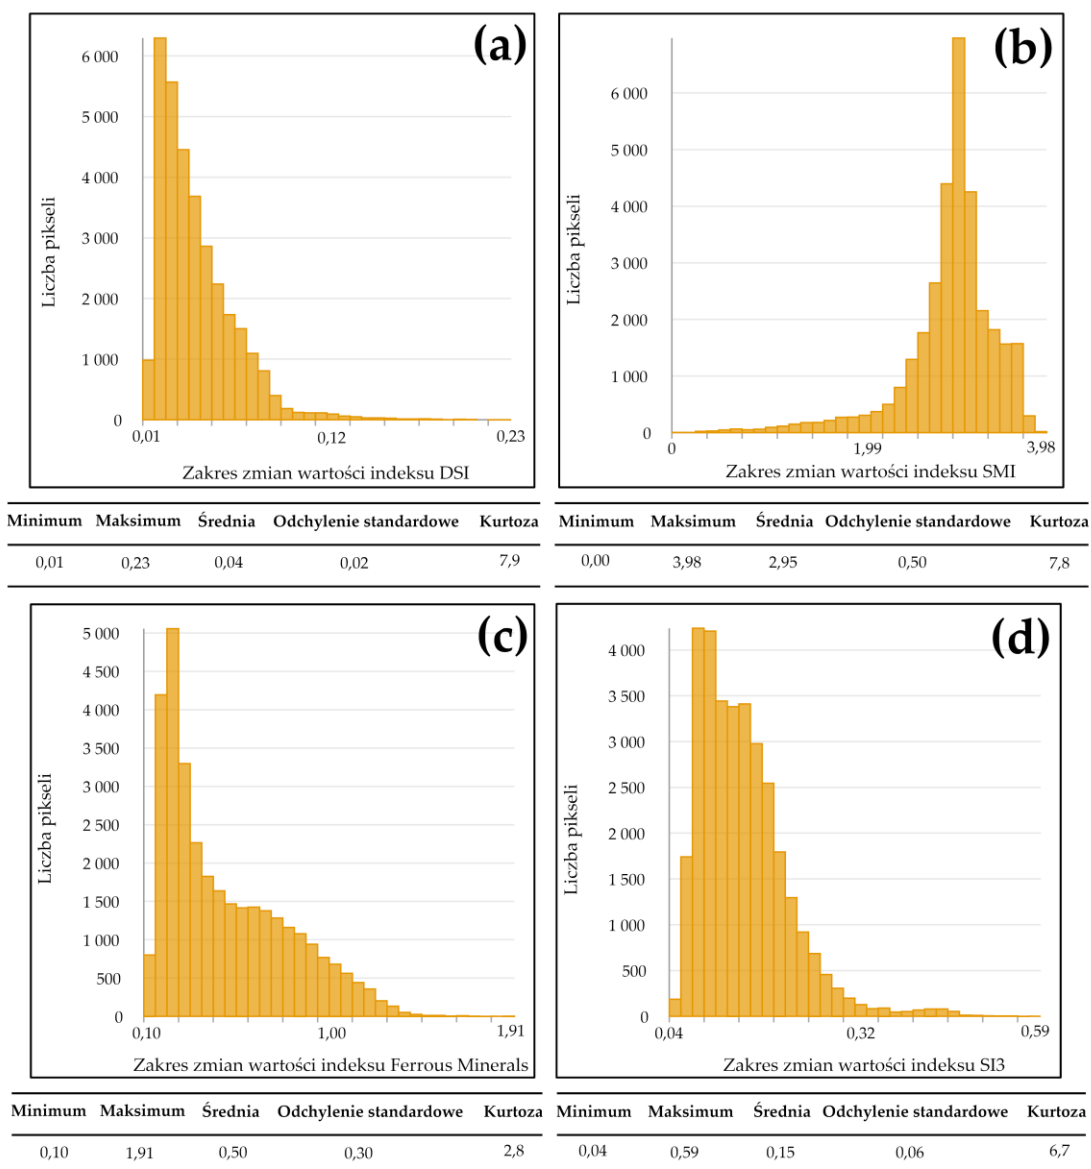 (a)
6 000
5 000
4 000
3 000
2 000
1 000
0
Liczba pikseli
0,01 0,12 0,23
Zakres zmian wartości indeksu DSI
Minimum Maksimum Średnia Odchylenie standardowe Kurtoza
0,01 0,23 0,04 0,02 7,9
(b)
6 000
5 000
4 000
3 000
2 000
1 000
0
Liczba pikseli
0 1,99 3,98
Zakres zmian wartości indeksu SMI
Minimum Maksimum Średnia Odchylenie standardowe Kurtoza
0,00 3,98 2,95 0,50 7,8
(c)
5 000
4 500
4 000
3 500
3 000
2 500
2 000
1 500
1 000
500
0
Liczba pikseli
0,10 1,00 1,91
Zakres zmian wartości indeksu Ferrous Minerals
Minimum Maksimum Średnia Odchylenie standardowe Kurtoza
0,10 1,91 0,50 0,30 2,8
(d)
4 000
3 500
3 000
2 500
2 000
1 500
1 000
500
0
Liczba pikseli
0,04 0,32 0,59
Zakres zmian wartości indeksu SI3
Minimum Maksimum Średnia Odchylenie standardowe Kurtoza
0,04 0,59 0,15 0,06 6,7